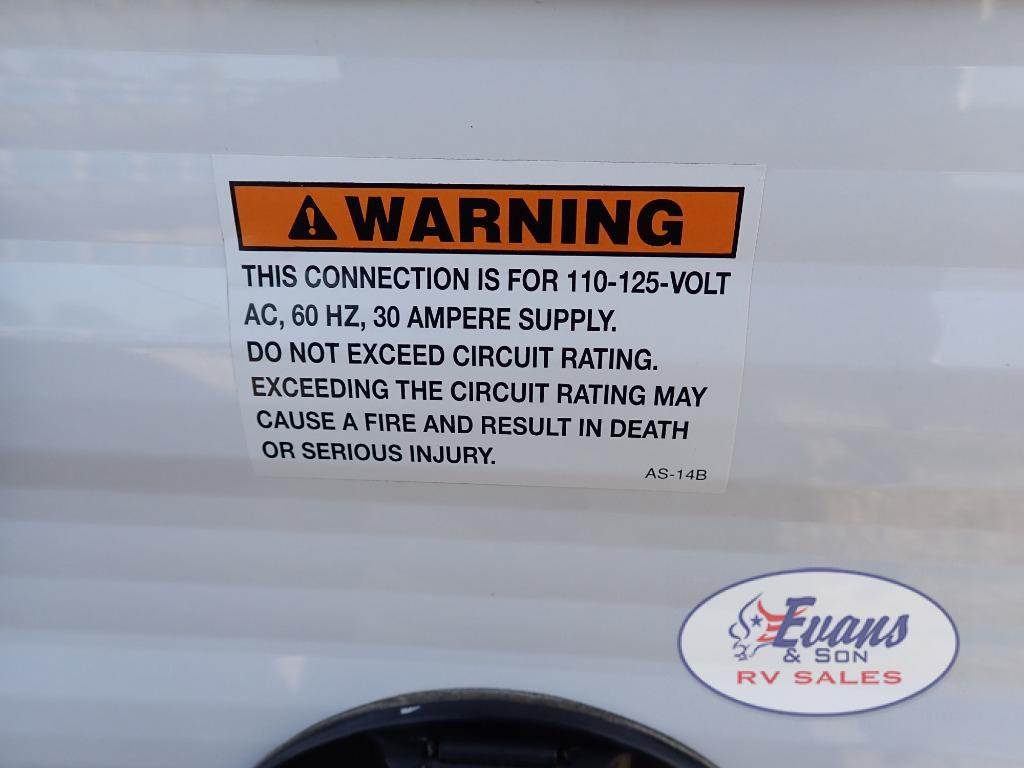 WARNING
THIS CONNECTION IS FOR 110-125-VOLT
AC, 60 HZ, 30 AMPERE SUPPLY.
DO NOT EXCEED CIRCUIT RATING.
EXCEEDING THE CIRCUIT RATING MAY
CAUSE A FIRE AND RESULT IN DEATH
OR SERIOUS INJURY.
AS-14B
Evans
& SON
RV SALES